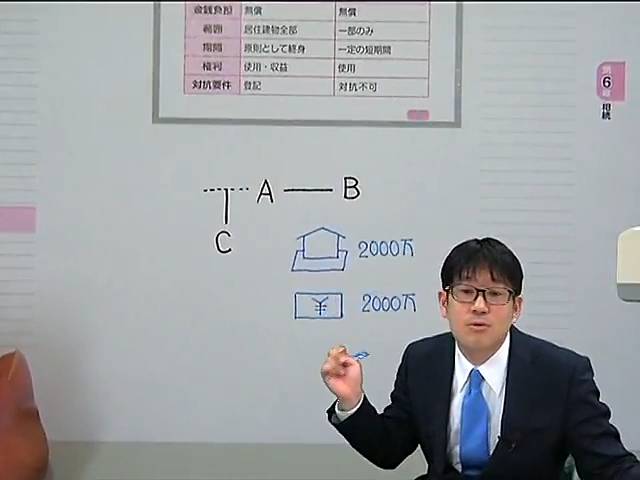 金銭負担 無償 無償
範囲 居住建物全部 一部のみ
期間 原則として終身 一定の短期間
権利 使用・収益 使用
対抗要件 登記 対抗不可
第6章 相続
A B
C
2000万
¥ 2000万